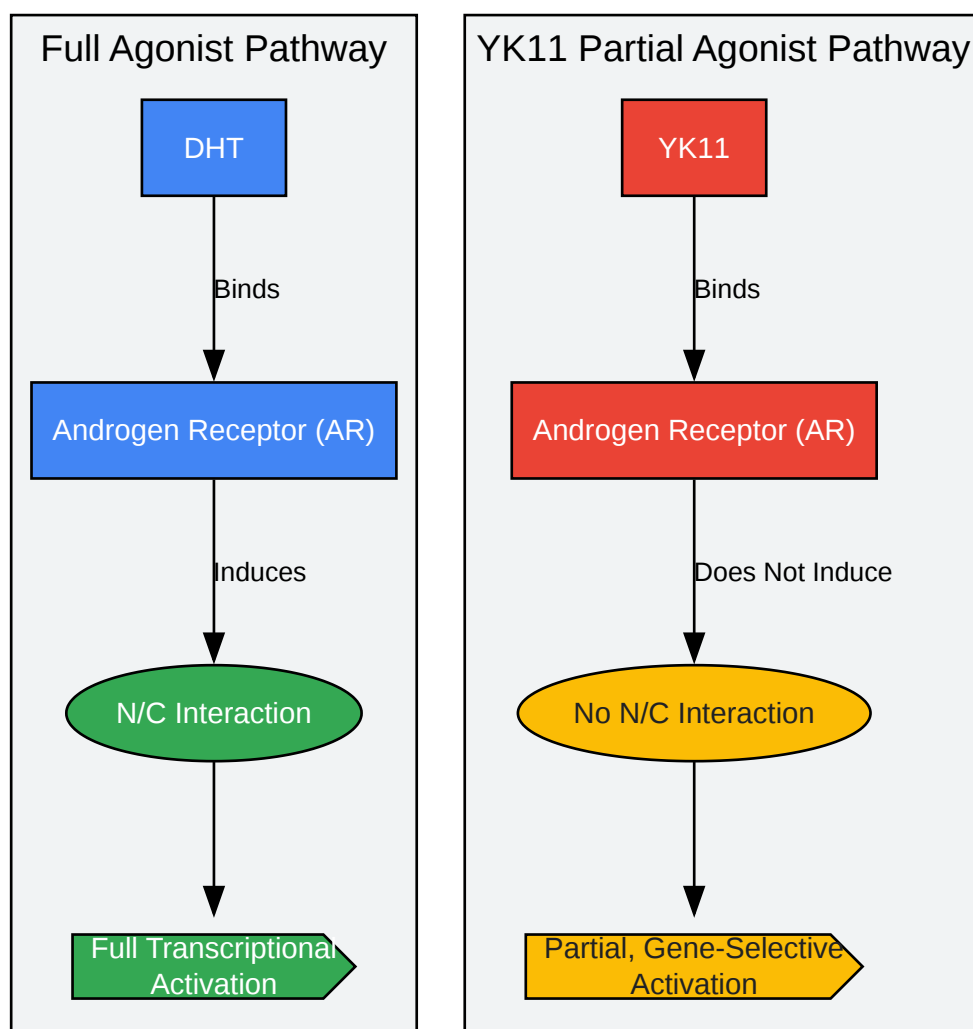 Full Agonist Pathway
DHT
Binds
Androgen Receptor (AR)
Induces
N/C Interaction
Full Transcriptional
Activation
YK11 Partial Agonist Pathway
YK11
Binds
Androgen Receptor (AR)
Does Not Induce
No N/C Interaction
Partial, Gene-Selective
Activation